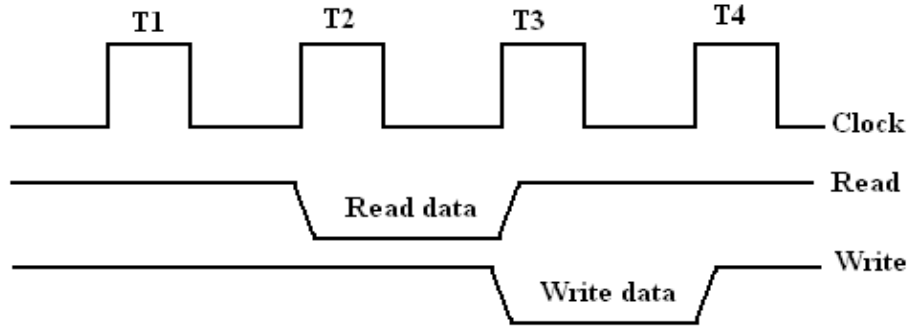 T1 T2 T3 T4
Clock
Read
Read data
Write
Write data